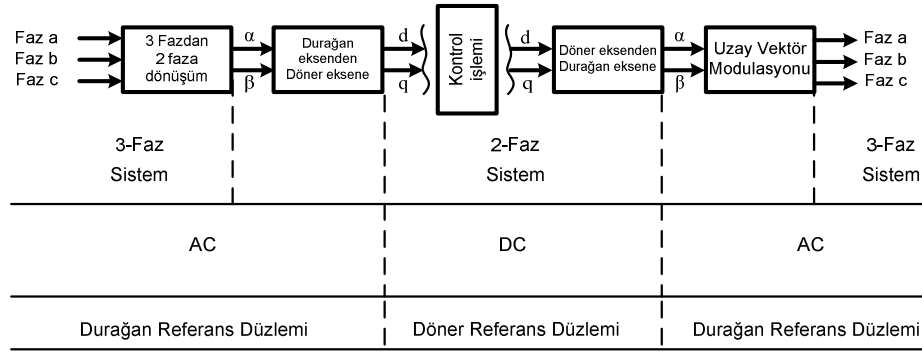 Faz a
Faz b
Faz c
3 Fazdan
2 faza
dönüşüm
α
β
Durağan
eksenden
Döner eksene
d
q
Kontrol
işlemi
d
q
Döner eksenden
Durağan eksene
α
β
Uzay Vektör
Modulasyonu
Faz a
Faz b
Faz c
3-Faz
Sistem
2-Faz
Sistem
3-Faz
Sistem
AC
DC
AC
Durağan Referans Düzlemi
Döner Referans Düzlemi
Durağan Referans Düzlemi